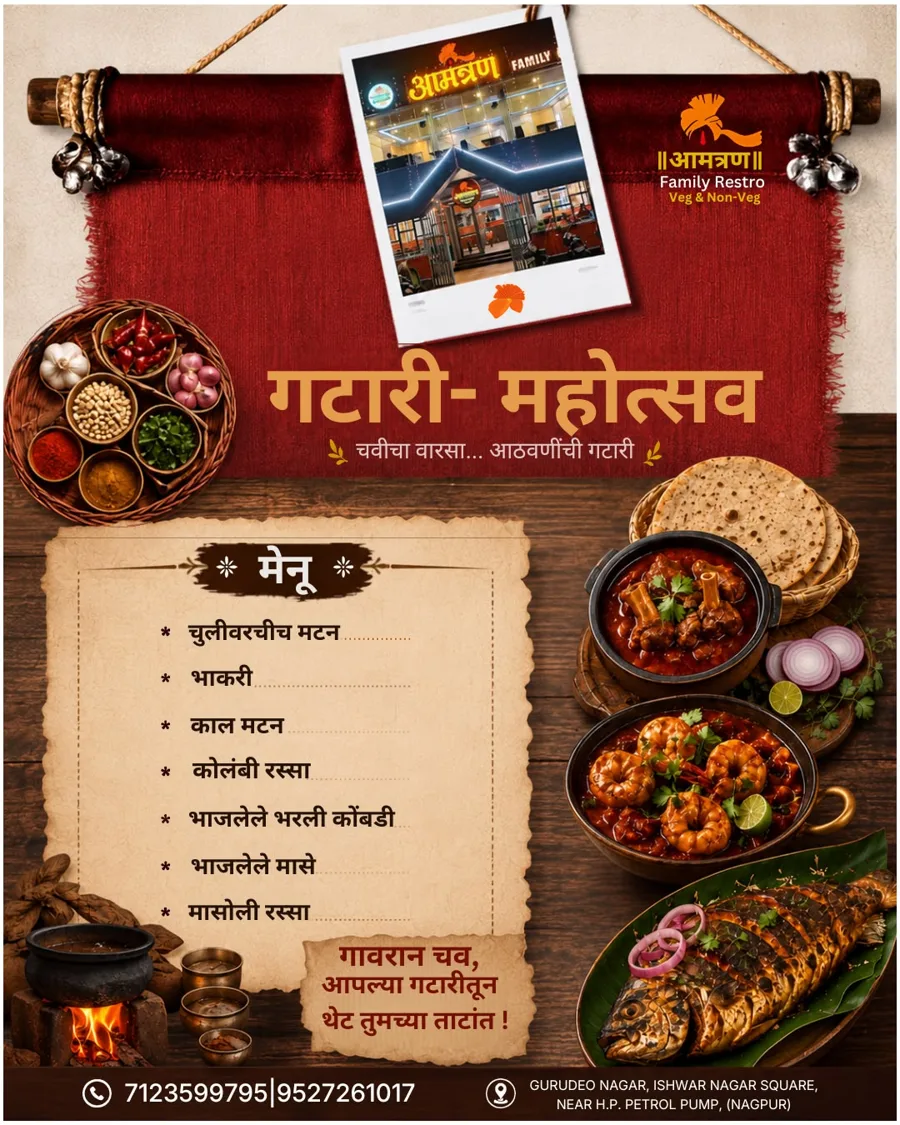 आमंत्रण FAMILY
॥आमंत्रण॥
Family Restro
Veg & Non-Veg
गटारी- महोत्सव
चवीचा वारसा... आठवणींची गटारी
मेनू
* चुलीवरचीच मटन
* भाकरी
* काल मटन
* कोलंबी रस्सा
* भाजलेले भरली कोंबडी
* भाजलेले मासे
* मासोली रस्सा
गावरान चव,
आपल्या गटारीतून
थेट तुमच्या ताटांत !
7123599795|9527261017
GURUDEO NAGAR, ISHWAR NAGAR SQUARE,
NEAR H.P. PETROL PUMP, (NAGPUR)